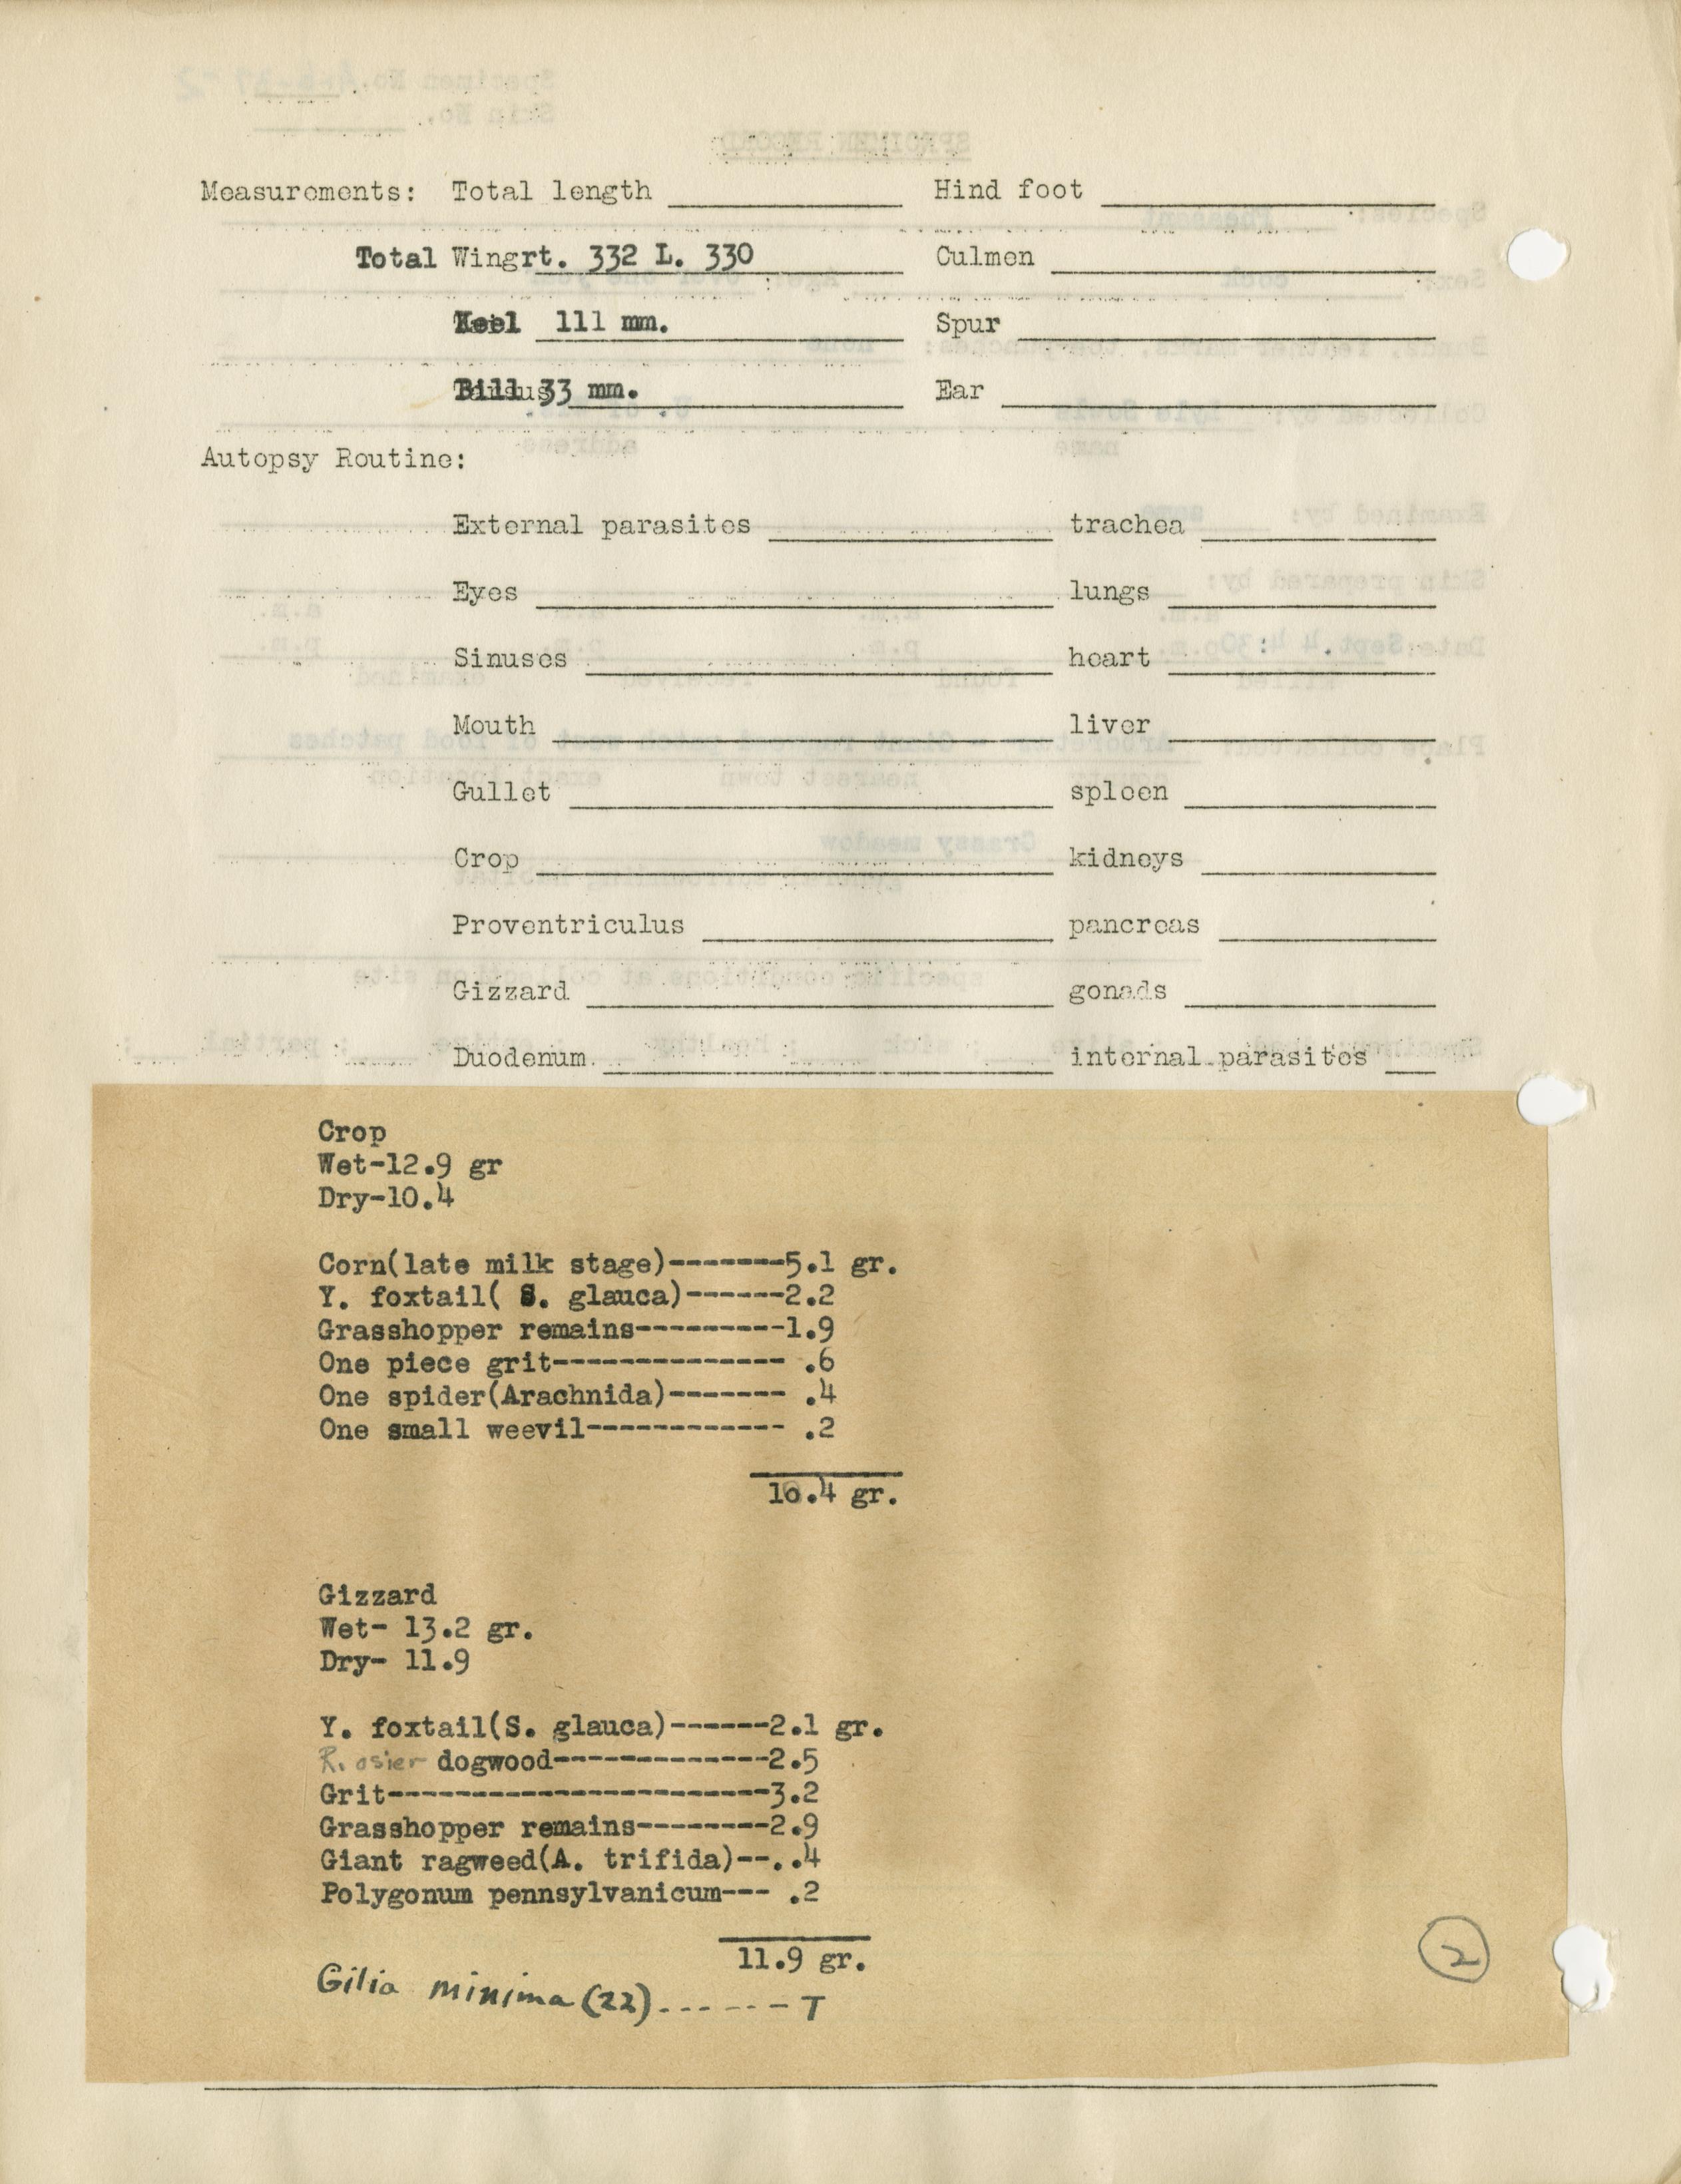 Measurements: Total length Hind foot
Total Wingrt. 332 L. 330 Culmen
Keel 111 mm. Spur
Bill 33 mm. Ear
Autopsy Routine:
External parasites trachea
Eyes lungs
Sinuses heart
Mouth liver
Gullet spleen
Crop kidneys
Proventriculus pancreas
Gizzard gonads
Duodenum internal parasites
Crop
Wet-12.9 gr
Dry-10.4
Corn(late milk stage)-------5.1 gr.
Y. foxtail( S. glauca)------2.2
Grasshopper remains---------1.9
One piece grit-------------- .6
One spider(Arachnida)------- .4
One small weevil------------ .2
10.4 gr.
Gizzard
Wet- 13.2 gr.
Dry- 11.9
Y. foxtail(S. glauca)------2.1 gr.
R. osier dogwood-------------2.5
Grit-----------------------3.2
Grasshopper remains--------2.9
Giant ragweed(A. trifida)--..4
Polygonum pennsylvanicum--- .2
11.9 gr.
Gilia minima (22)------- T
2